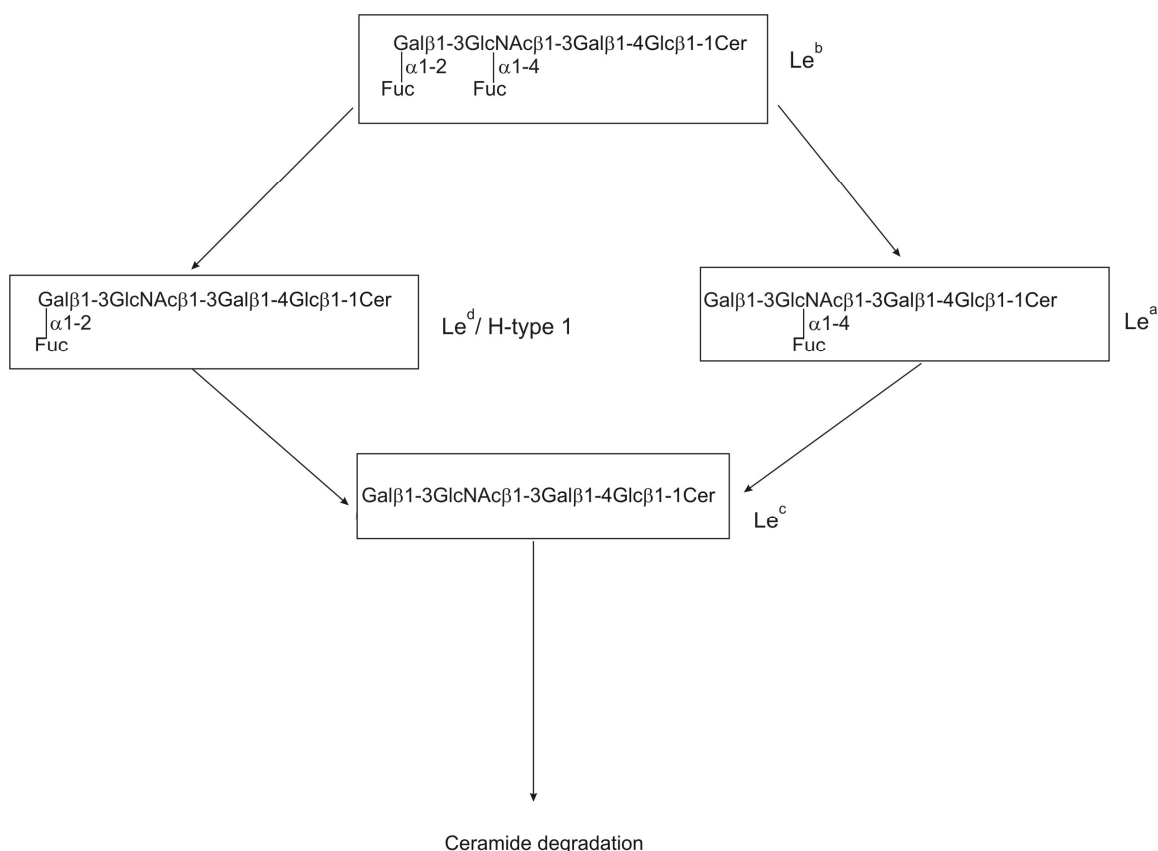 Galβ1-3GlcNAcβ1-3Galβ1-4Glcβ1-1Cer
α1-2 α1-4
Fuc Fuc
Le^b
Galβ1-3GlcNAcβ1-3Galβ1-4Glcβ1-1Cer
α1-2
Fuc
Le^d/ H-type 1
Galβ1-3GlcNAcβ1-3Galβ1-4Glcβ1-1Cer
α1-4
Fuc
Le^a
Galβ1-3GlcNAcβ1-3Galβ1-4Glcβ1-1Cer
Le^c
Ceramide degradation